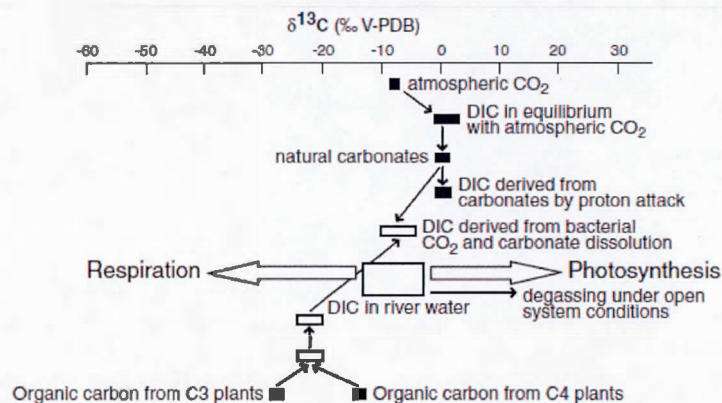 δ13C (‰ V-PDB)
-60 -50 -40 -30 -20 -10 0 10 20 30
atmospheric CO2
DIC in equilibrium
with atmospheric CO2
natural carbonates
DIC derived from
carbonates by proton attack
DIC derived from bacterial
CO2 and carbonate dissolution
Respiration
Photosynthesis
DIC in river water
degassing under open
system conditions
Organic carbon from C3 plants
Organic carbon from C4 plants